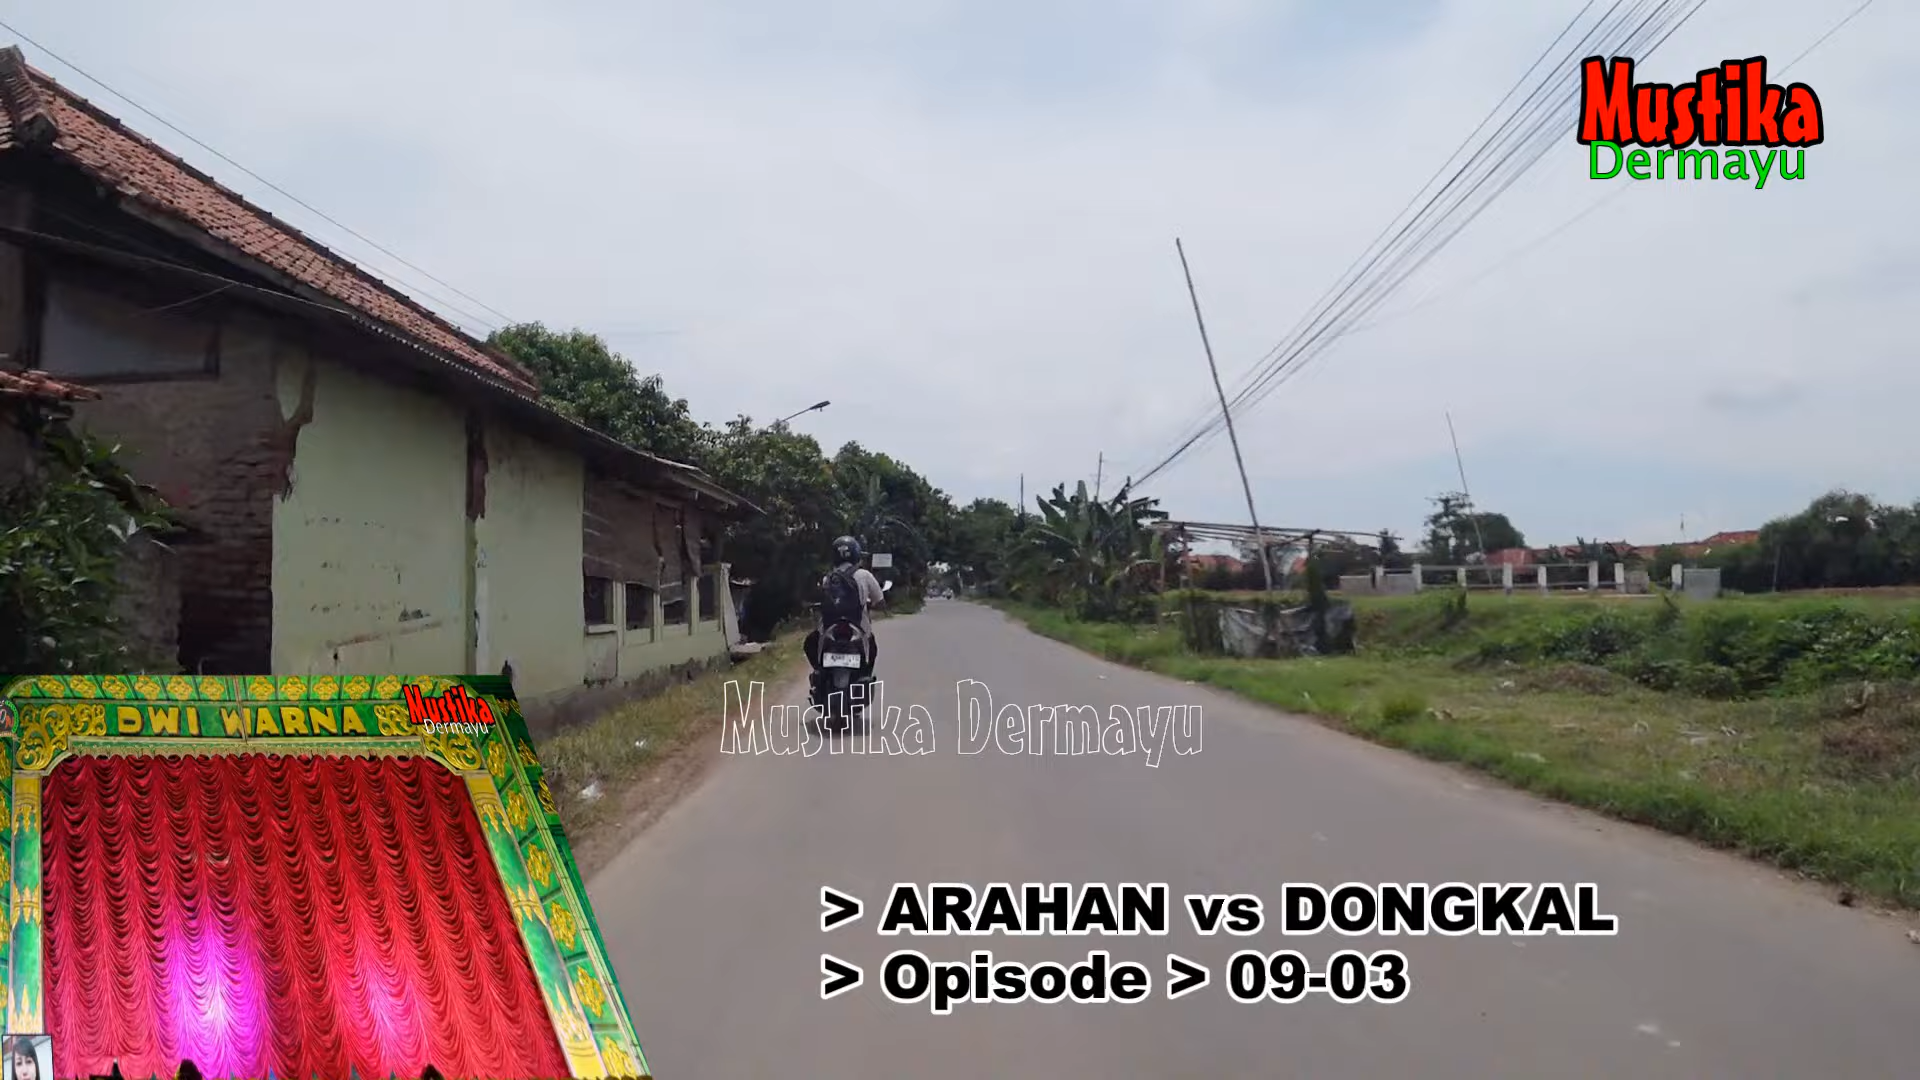 Mustika
Dermayu
DWI WARNA
Mustika
Dermayu
Mustika Dermayu
> ARAHAN vs DONGKAL
> Opisode > 09-03